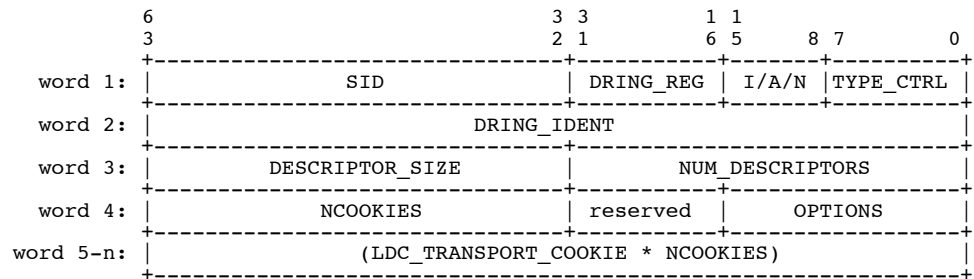 6 3 3 1 1
3 2 1 6 5 8 7 0
word 1: SID DRING_REG I/A/N TYPE_CTRL
word 2: DRING_IDENT
word 3: DESCRIPTOR_SIZE NUM_DESCRIPTORS
word 4: NCOOKIES reserved OPTIONS
word 5-n: (LDC_TRANSPORT_COOKIE * NCOOKIES)